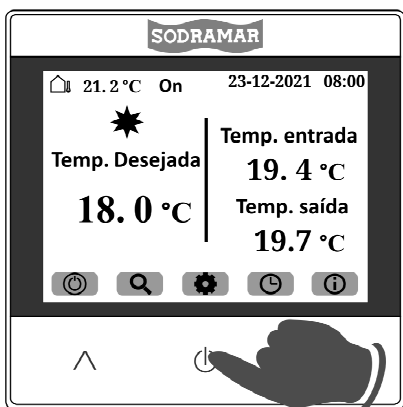 SODRAMAR
21. 2 °C On 23-12-2021 08:00
Temp. Desejada
18. 0 °C
Temp. entrada
19. 4 °C
Temp. saída
19.7 °C